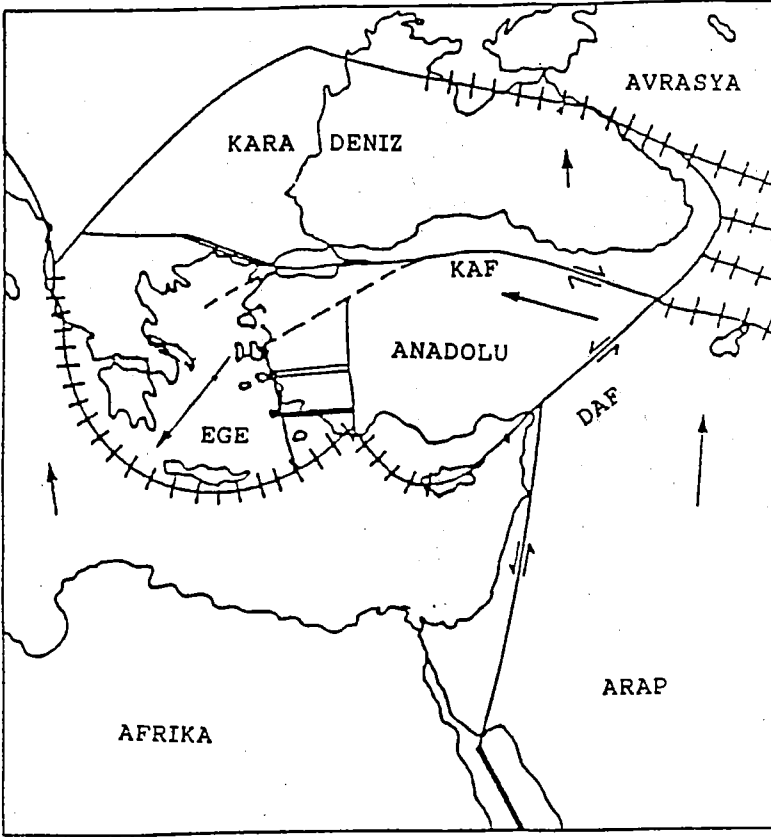 AVRASYA
KARA DENIZ
KAF
ANADOLU
DAF
EGE
ARAP
AFRIKA